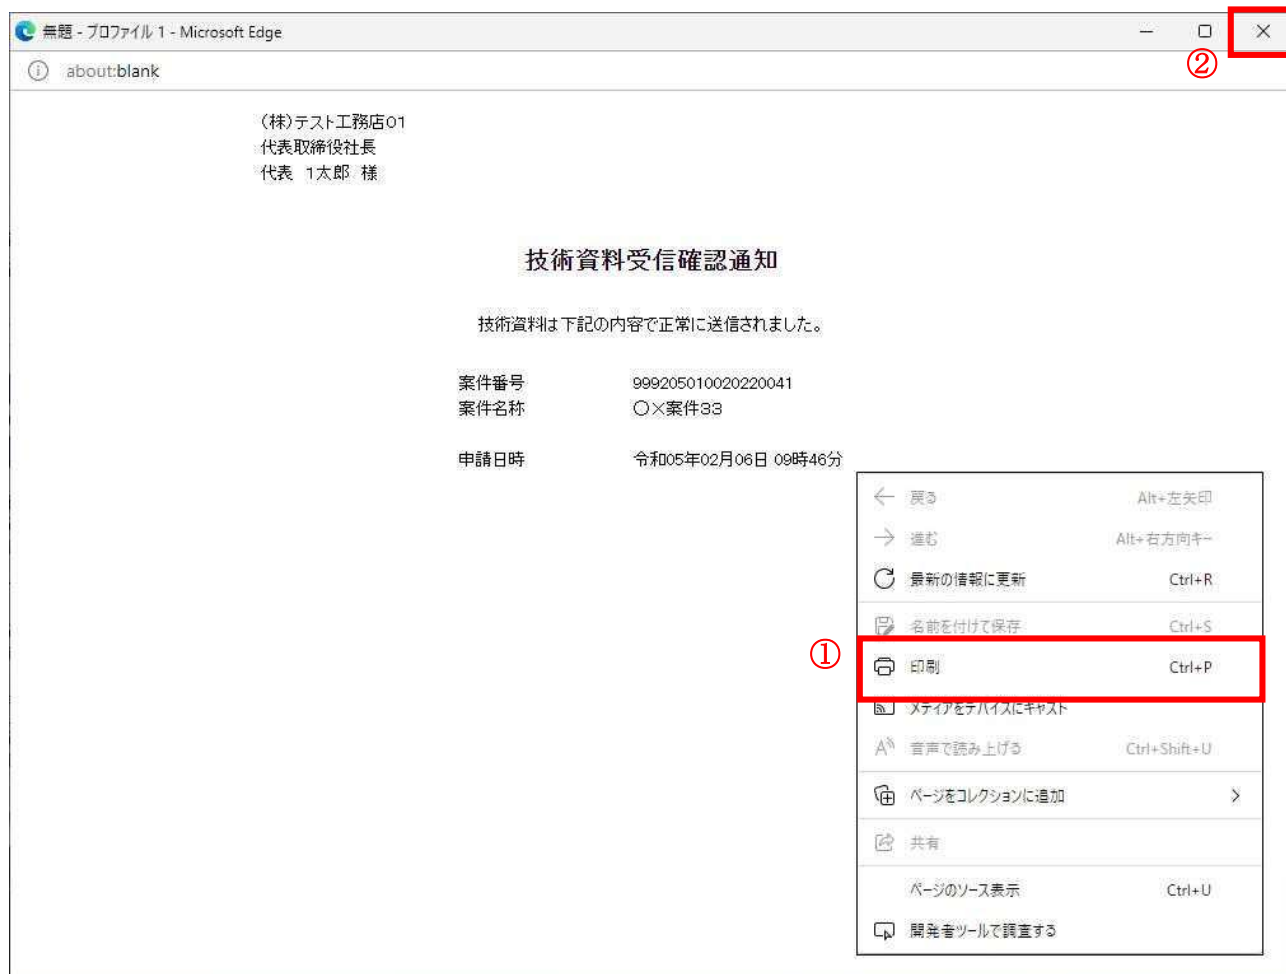 無題 - プロファイル 1 - Microsoft Edge
②
about:blank
(株)テスト工務店01
代表取締役社長
代表 1太郎 様
技術資料受信確認通知
技術資料は下記の内容で正常に送信されました。
案件番号 999205010020220041
案件名称 〇×案件33
申請日時 令和05年02月06日 09時46分
戻る Alt+左矢印
進む Alt+右方向キー
最新の情報に更新 Ctrl+R
名前を付けて保存 Ctrl+S
① 印刷 Ctrl+P
メディアをデバイスにキャスト
音声で読み上げる Ctrl+Shift+U
ページをコレクションに追加
共有
ページのソース表示 Ctrl+U
開発者ツールで調査する